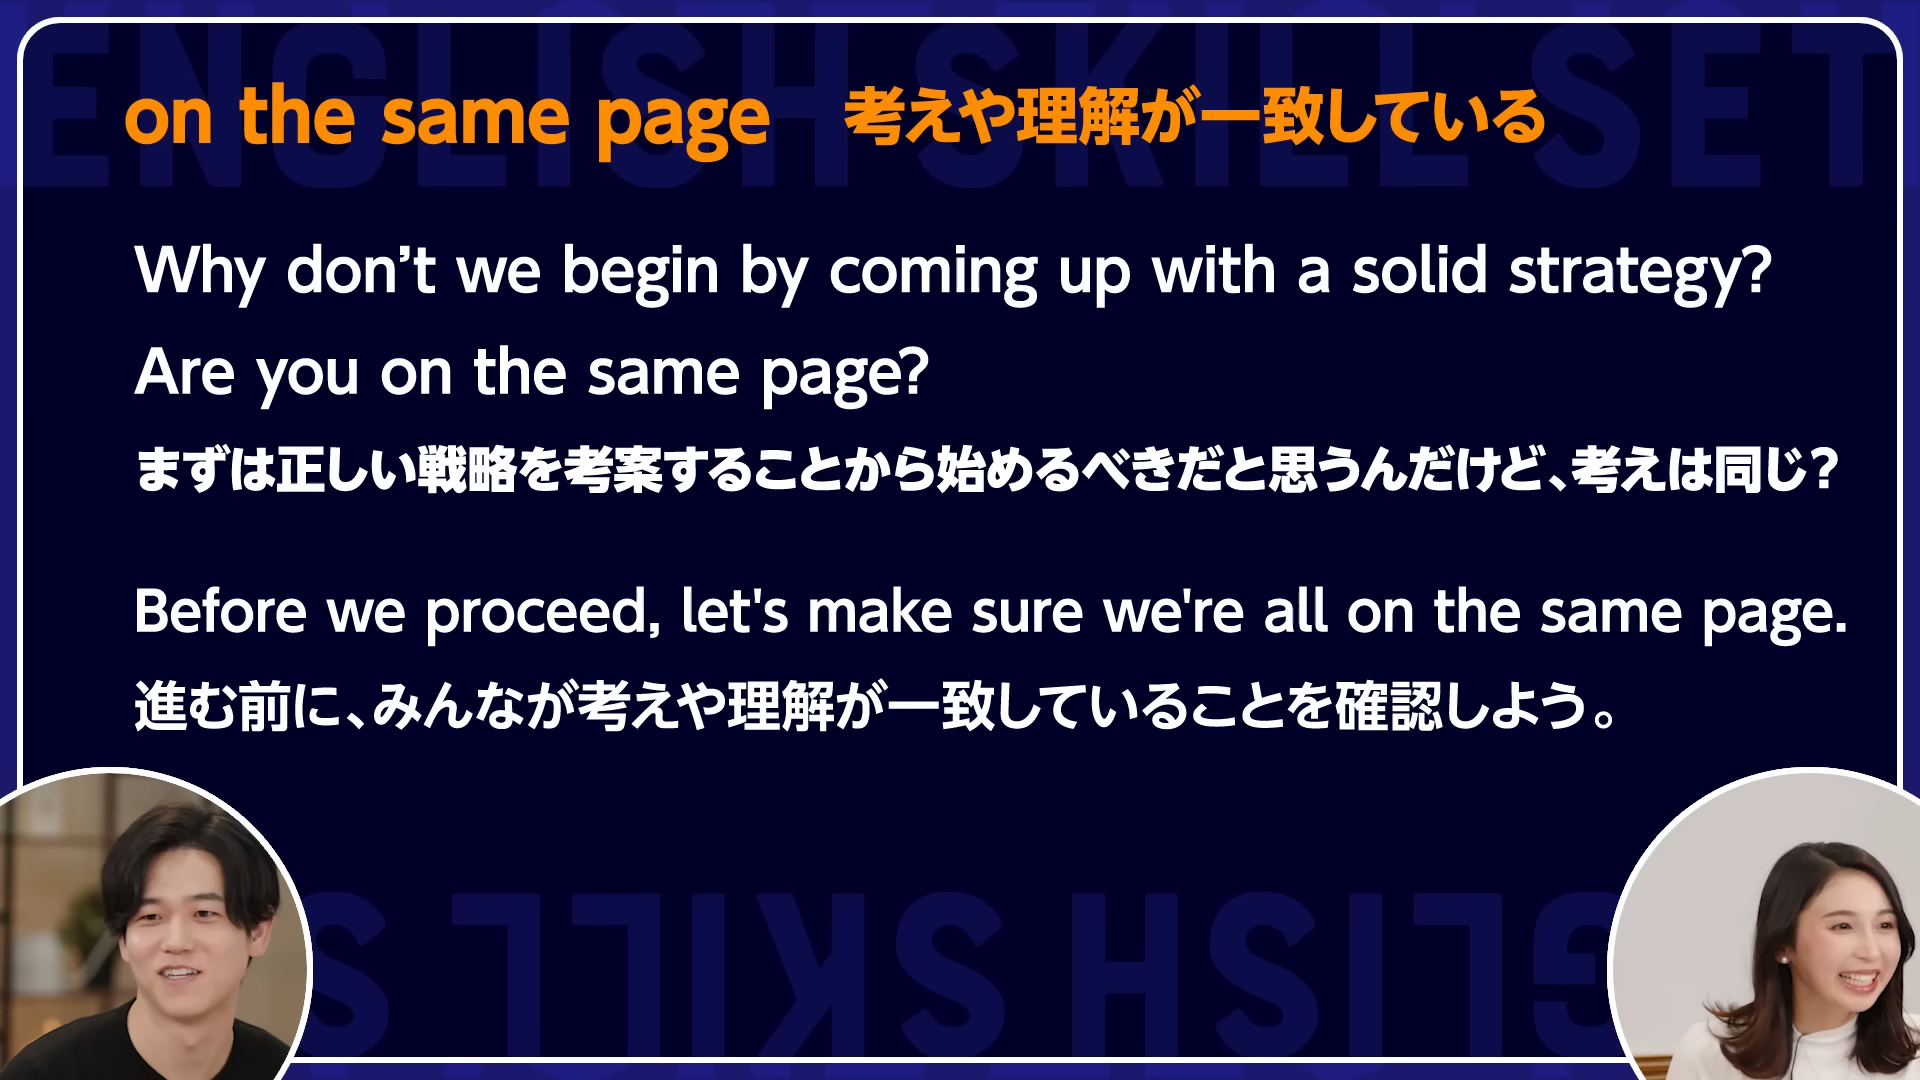 ENGLISH SKILL SET
on the same page 考えや理解が一致している
Why don’t we begin by coming up with a solid strategy?
Are you on the same page?
まずは正しい戦略を考案することから始めるべきだと思うんだけど、考えは同じ？
Before we proceed, let's make sure we're all on the same page.
進む前に、みんなが考えや理解が一致していることを確認しよう。
GLISH SKILL S